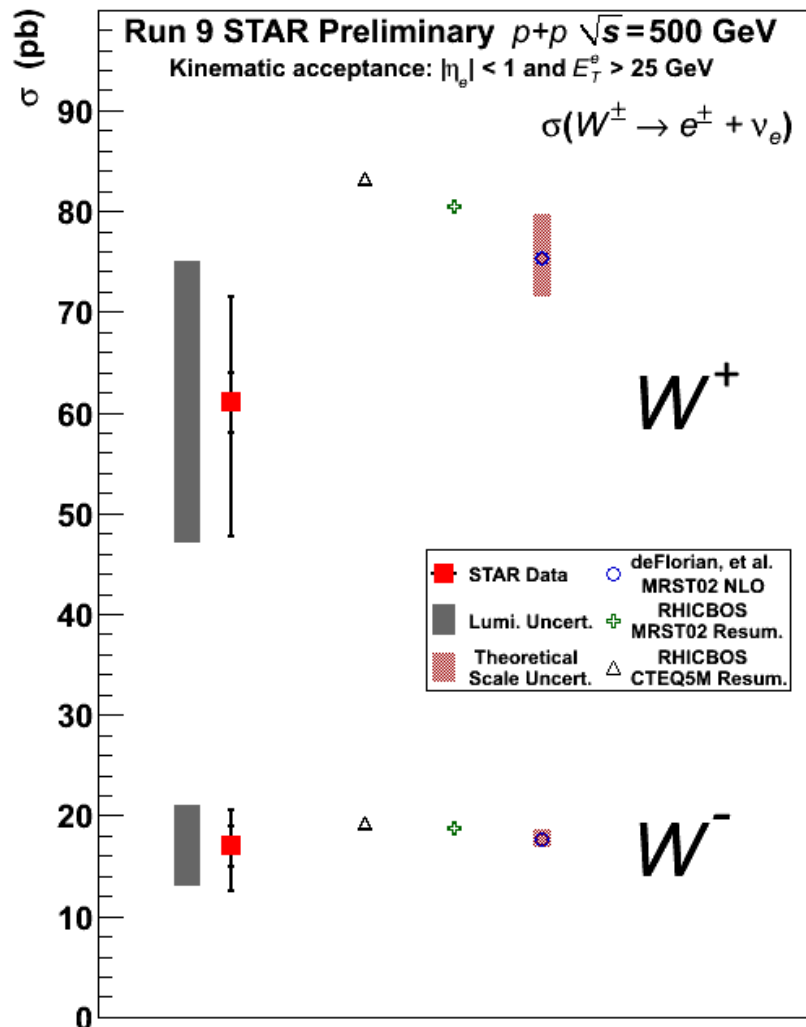 σ (pb)
Run 9 STAR Preliminary p+p √s = 500 GeV
Kinematic acceptance: |η_e| < 1 and E_T^e > 25 GeV
σ(W^± → e^± + ν_e)
90
80
70
60
50
40
30
20
10
0
W^+
STAR Data
deFlorian, et al.
MRST02 NLO
Lumi. Uncert.
RHICBOS
MRST02 Resum.
Theoretical
Scale Uncert.
RHICBOS
CTEQ5M Resum.
W^-